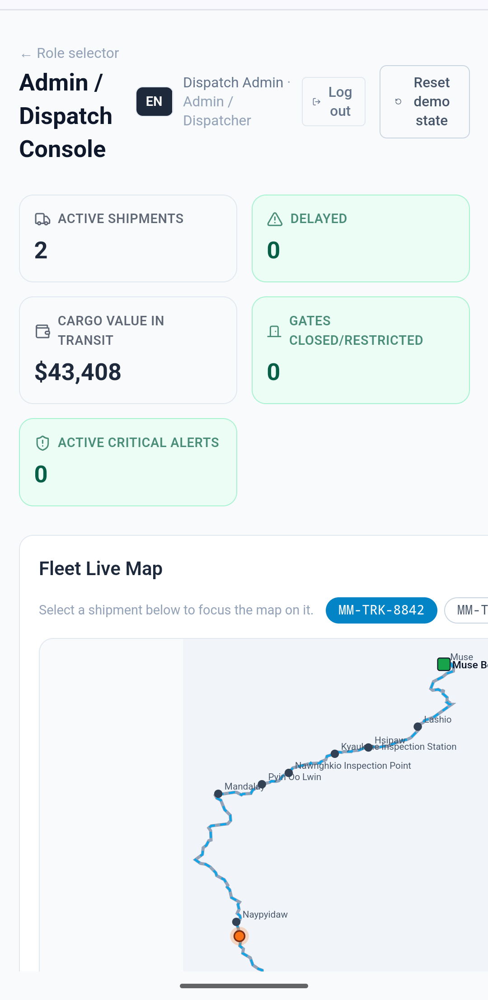 ← Role selector
Admin /
Dispatch
Console
EN
Dispatch Admin ·
Admin /
Dispatcher
Log
out
Reset
demo
state
ACTIVE SHIPMENTS
2
DELAYED
0
CARGO VALUE IN
TRANSIT
$43,408
GATES
CLOSED/RESTRICTED
0
ACTIVE CRITICAL ALERTS
0
Fleet Live Map
Select a shipment below to focus the map on it.
MM-TRK-8842
MM-T
Muse
Muse B
Lashio
Hsipaw
Inspection Station
Nawnghkio Inspection Point
Pyin Oo Lwin
Mandalay
Naypyidaw